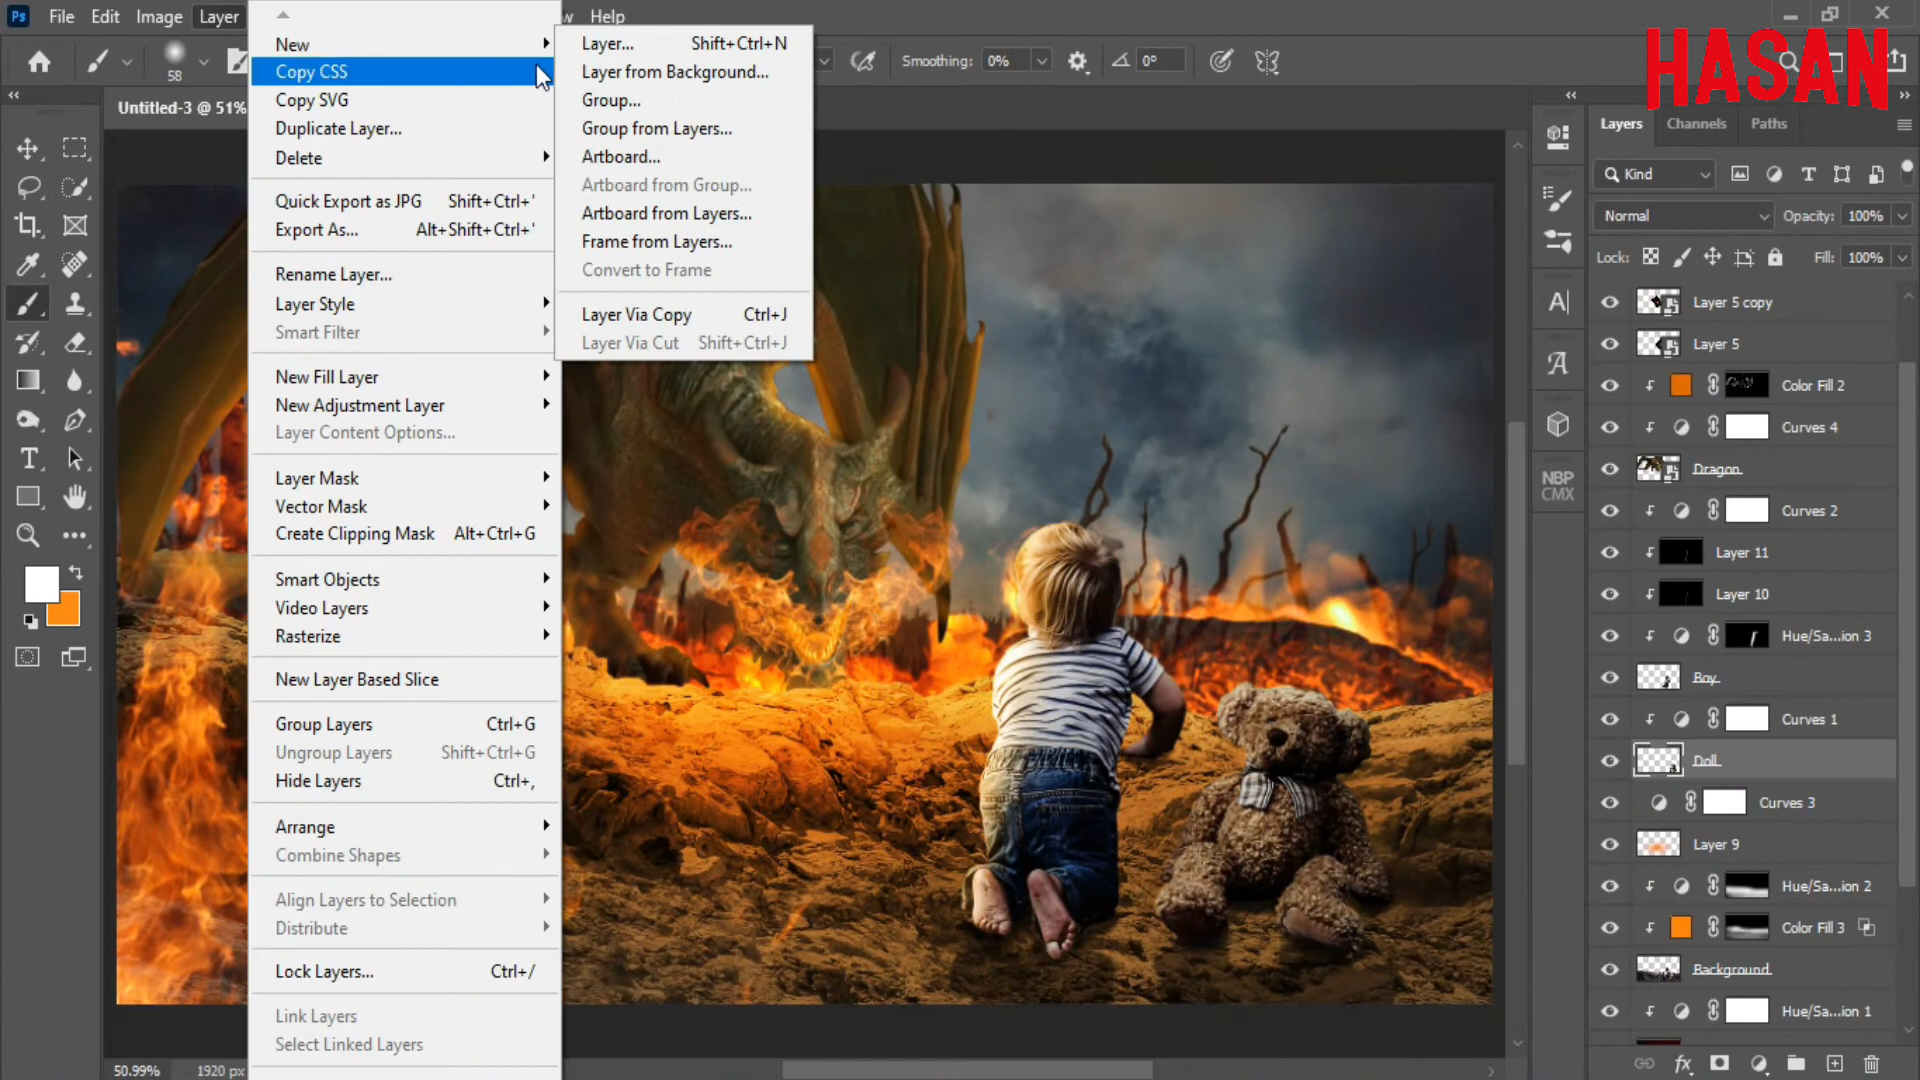 Ps File Edit Image Layer w Help
HASAN
58 Smoothing: 0% 0°
Untitled-3 @ 51%
New
Copy CSS
Copy SVG
Duplicate Layer...
Delete
Quick Export as JPG Shift+Ctrl+'
Export As... Alt+Shift+Ctrl+'
Rename Layer...
Layer Style
Smart Filter
New Fill Layer
New Adjustment Layer
Layer Content Options...
Layer Mask
Vector Mask
Create Clipping Mask Alt+Ctrl+G
Smart Objects
Video Layers
Rasterize
New Layer Based Slice
Group Layers Ctrl+G
Ungroup Layers Shift+Ctrl+G
Hide Layers Ctrl+,
Arrange
Combine Shapes
Align Layers to Selection
Distribute
Lock Layers... Ctrl+/
Link Layers
Select Linked Layers
Layer... Shift+Ctrl+N
Layer from Background...
Group...
Group from Layers...
Artboard...
Artboard from Group...
Artboard from Layers...
Frame from Layers...
Convert to Frame
Layer Via Copy Ctrl+J
Layer Via Cut Shift+Ctrl+J
NBP
CMX
Layers Channels Paths
Kind
Normal Opacity: 100%
Lock: Fill: 100%
Layer 5 copy
Layer 5
Color Fill 2
Curves 4
Dragon
Curves 2
Layer 11
Layer 10
Hue/Sa...ion 3
Boy
Curves 1
Doll
Curves 3
Layer 9
Hue/Sa...ion 2
Color Fill 3
Background
Hue/Sa...ion 1
fx
50.99% 1920 px